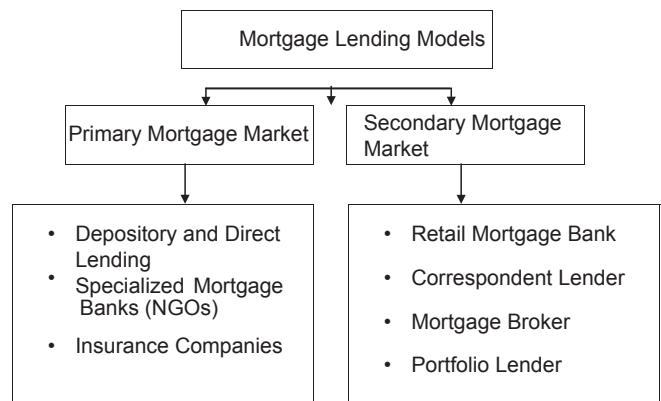 Mortgage Lending Models
Primary Mortgage Market
Secondary Mortgage
Market
• Depository and Direct
Lending
• Specialized Mortgage
Banks (NGOs)
• Insurance Companies
• Retail Mortgage Bank
• Correspondent Lender
• Mortgage Broker
• Portfolio Lender